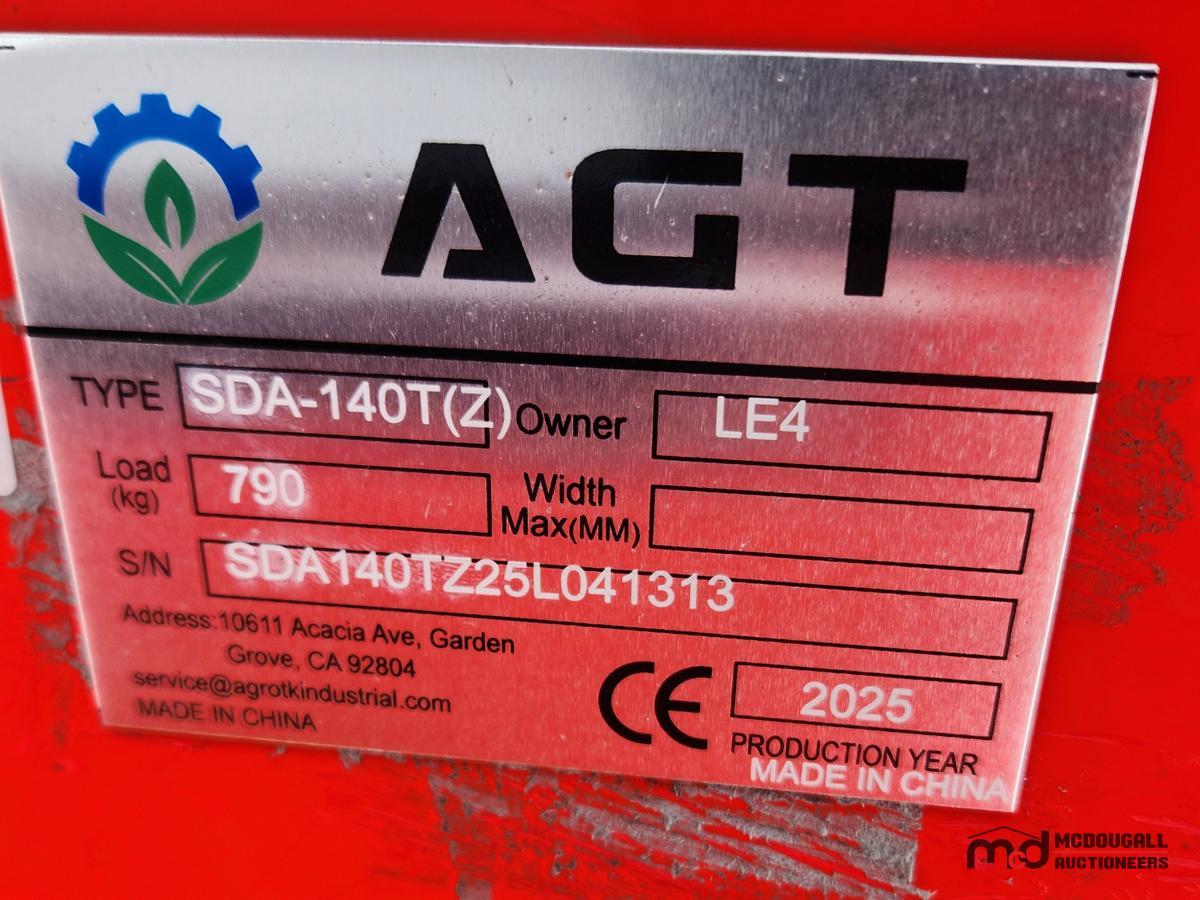 AGT
TYPE SDA-140T(Z) Owner LE4
Load (kg) 790 Width Max(MM)
S/N SDA140TZ25L041313
Address:10611 Acacia Ave, Garden
Grove, CA 92804
service@agrotkindustrial.com
MADE IN CHINA
CE 2025
PRODUCTION YEAR
MADE IN CHINA
mcd MCDOUGALL
AUCTIONEERS